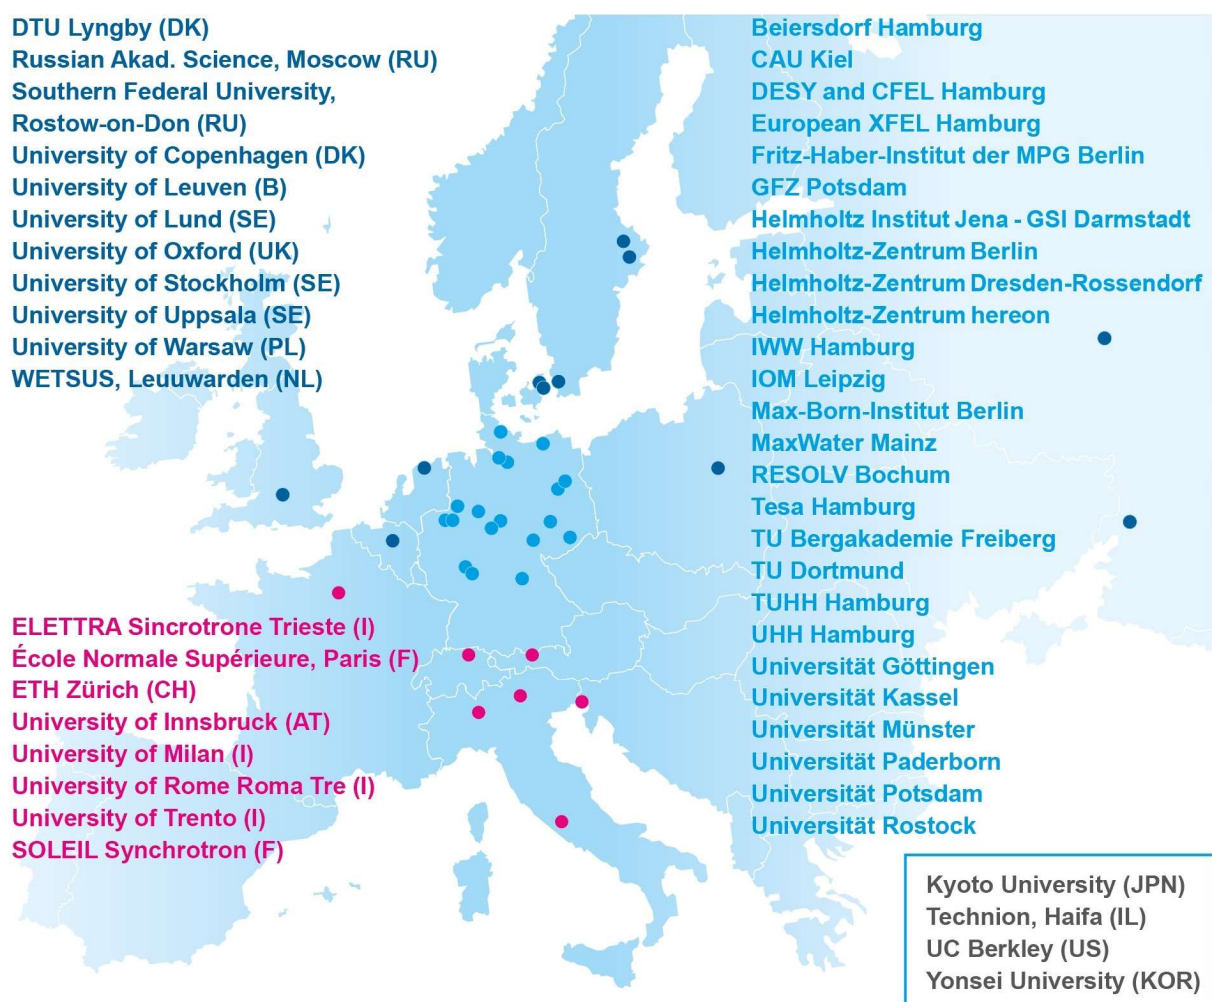 DTU Lyngby (DK)
Russian Akad. Science, Moscow (RU)
Southern Federal University,
Rostow-on-Don (RU)
University of Copenhagen (DK)
University of Leuven (B)
University of Lund (SE)
University of Oxford (UK)
University of Stockholm (SE)
University of Uppsala (SE)
University of Warsaw (PL)
WETSUS, Leuuwarden (NL)
ELETTRA Sincrotrone Trieste (I)
École Normale Supérieure, Paris (F)
ETH Zürich (CH)
University of Innsbruck (AT)
University of Milan (I)
University of Rome Roma Tre (I)
University of Trento (I)
SOLEIL Synchrotron (F)
Beiersdorf Hamburg
CAU Kiel
DESY and CFEL Hamburg
European XFEL Hamburg
Fritz-Haber-Institut der MPG Berlin
GFZ Potsdam
Helmholtz Institut Jena - GSI Darmstadt
Helmholtz-Zentrum Berlin
Helmholtz-Zentrum Dresden-Rossendorf
Helmholtz-Zentrum hereon
IWW Hamburg
IOM Leipzig
Max-Born-Institut Berlin
MaxWater Mainz
RESOLV Bochum
Tesa Hamburg
TU Bergakademie Freiberg
TU Dortmund
TUHH Hamburg
UHH Hamburg
Universität Göttingen
Universität Kassel
Universität Münster
Universität Paderborn
Universität Potsdam
Universität Rostock
Kyoto University (JPN)
Technion, Haifa (IL)
UC Berkley (US)
Yonsei University (KOR)